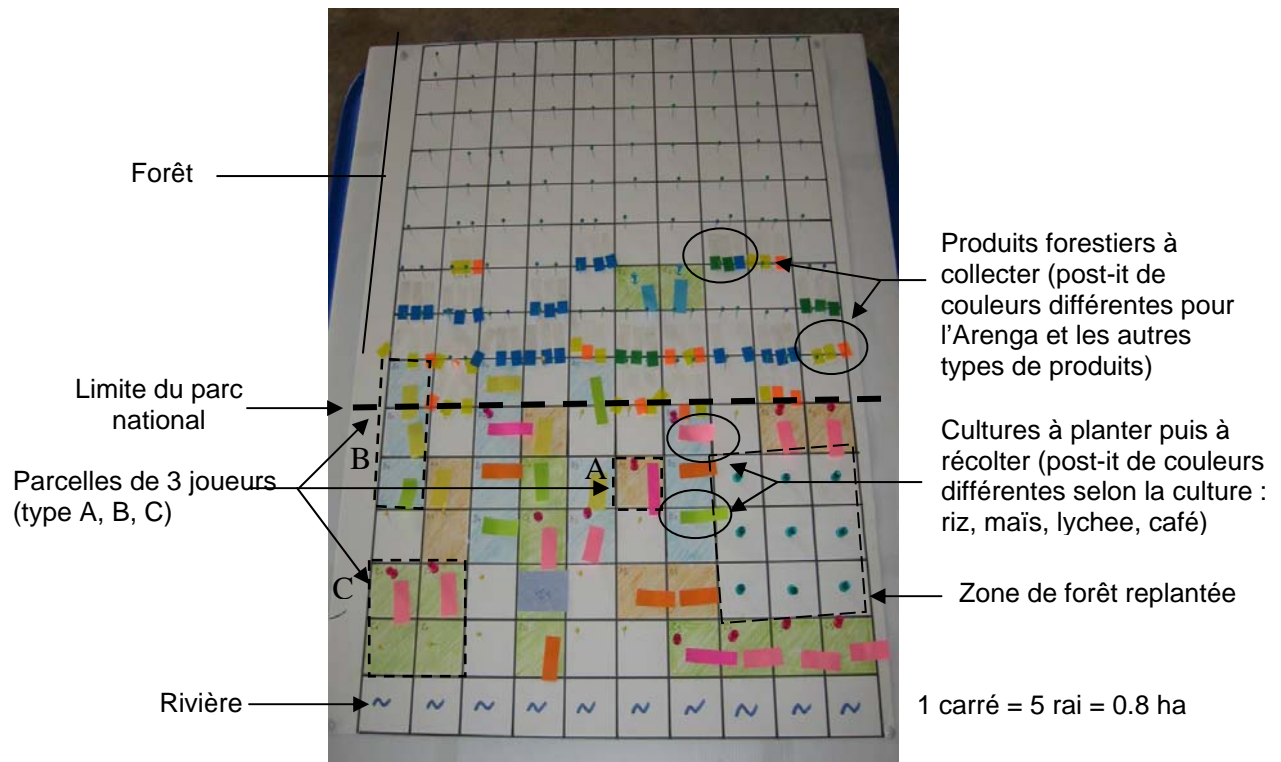 Forêt
Produits forestiers à
collecter (post-it de
couleurs différentes pour
l'Arenga et les autres
types de produits)
Limite du parc
national
B
A
Cultures à planter puis à
récolter (post-it de couleurs
différentes selon la culture :
riz, maïs, lychee, café)
Parcelles de 3 joueurs
(type A, B, C)
C
Zone de forêt replantée
Rivière
1 carré = 5 rai = 0.8 ha